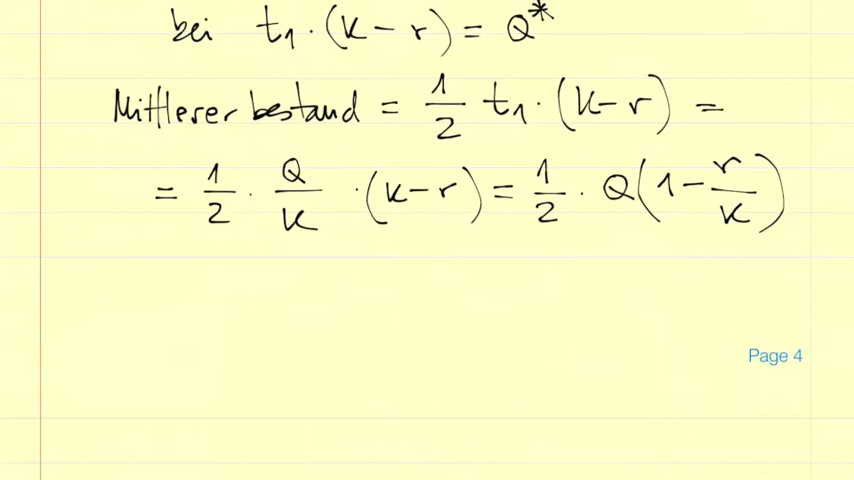 bei t₁ · (k − r) = Q*
Mittlerer bestand = 1/2 t₁ · (k − r) =
= 1/2 · Q/k · (k − r) = 1/2 · Q(1 − r/k)
Page 4